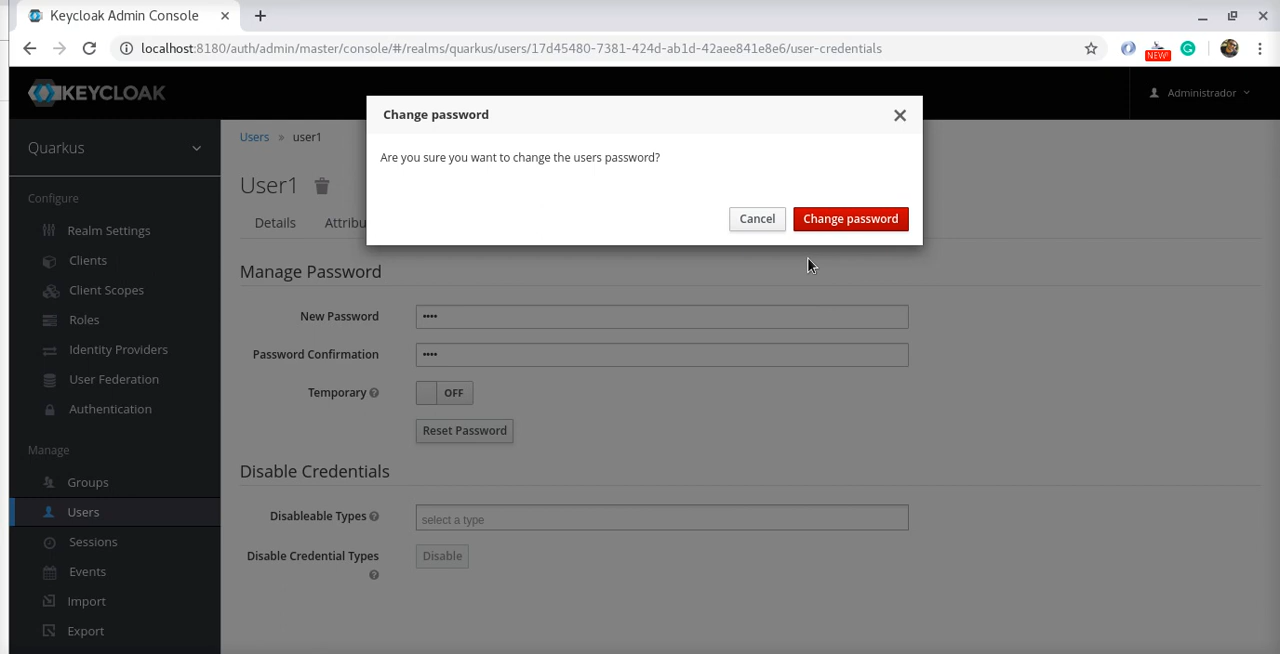 Keycloak Admin Console
localhost:8180/auth/admin/master/console/#/realms/quarkus/users/17d45480-7381-424d-ab1d-42aee841e8e6/user-credentials
NEW!
KEYCLOAK
Administrador
Change password
Are you sure you want to change the users password?
Cancel
Change password
Quarkus
Configure
Realm Settings
Clients
Client Scopes
Roles
Identity Providers
User Federation
Authentication
Manage
Groups
Users
Sessions
Events
Import
Export
Users » user1
User1
Details Attribu
Manage Password
New Password ••••
Password Confirmation ••••
Temporary OFF
Reset Password
Disable Credentials
Disableable Types select a type
Disable Credential Types Disable